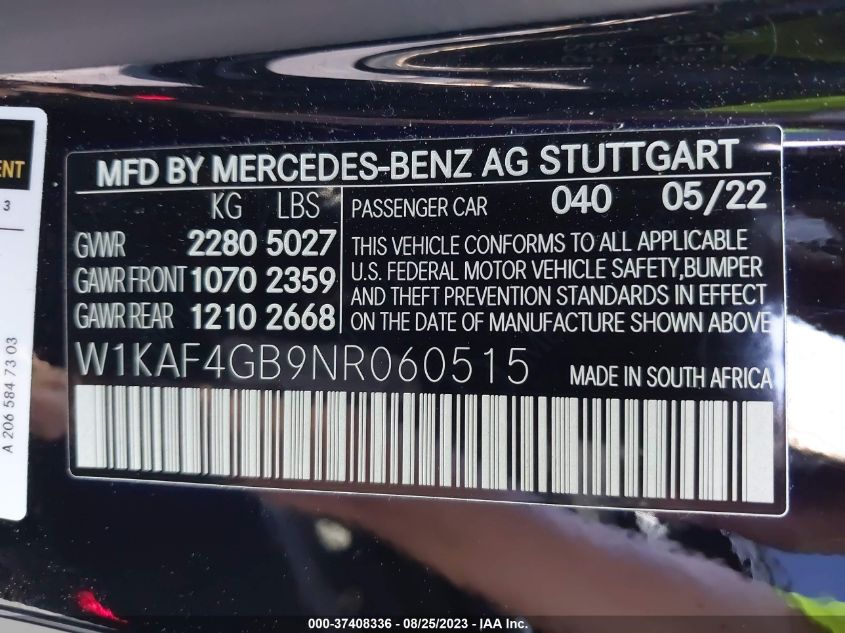 MFD BY MERCEDES-BENZ AG STUTTGART
KG LBS
GVWR 2280 5027
GAWR FRONT 1070 2359
GAWR REAR 1210 2668
PASSENGER CAR 040 05/22
THIS VEHICLE CONFORMS TO ALL APPLICABLE
U.S. FEDERAL MOTOR VEHICLE SAFETY,BUMPER
AND THEFT PREVENTION STANDARDS IN EFFECT
ON THE DATE OF MANUFACTURE SHOWN ABOVE
W1KAF4GB9NR060515
MADE IN SOUTH AFRICA
ENT
3
A 206 584 73 03
000-37408336 - 08/25/2023 - IAA Inc.